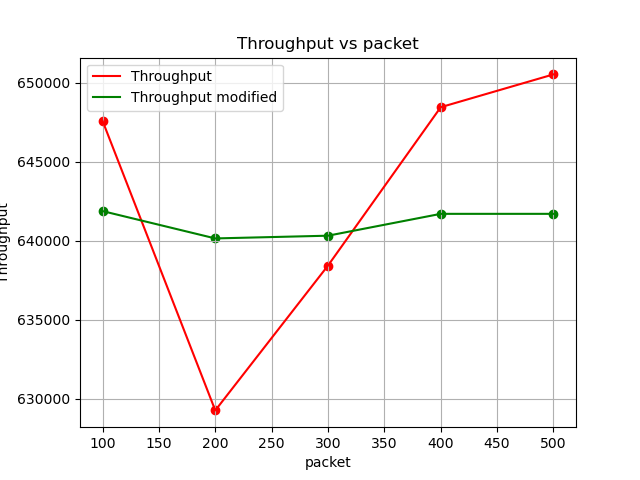 Throughput vs packet
Throughput
Throughput modified
650000
645000
640000
635000
630000
Throughput
100 150 200 250 300 350 400 450 500
packet